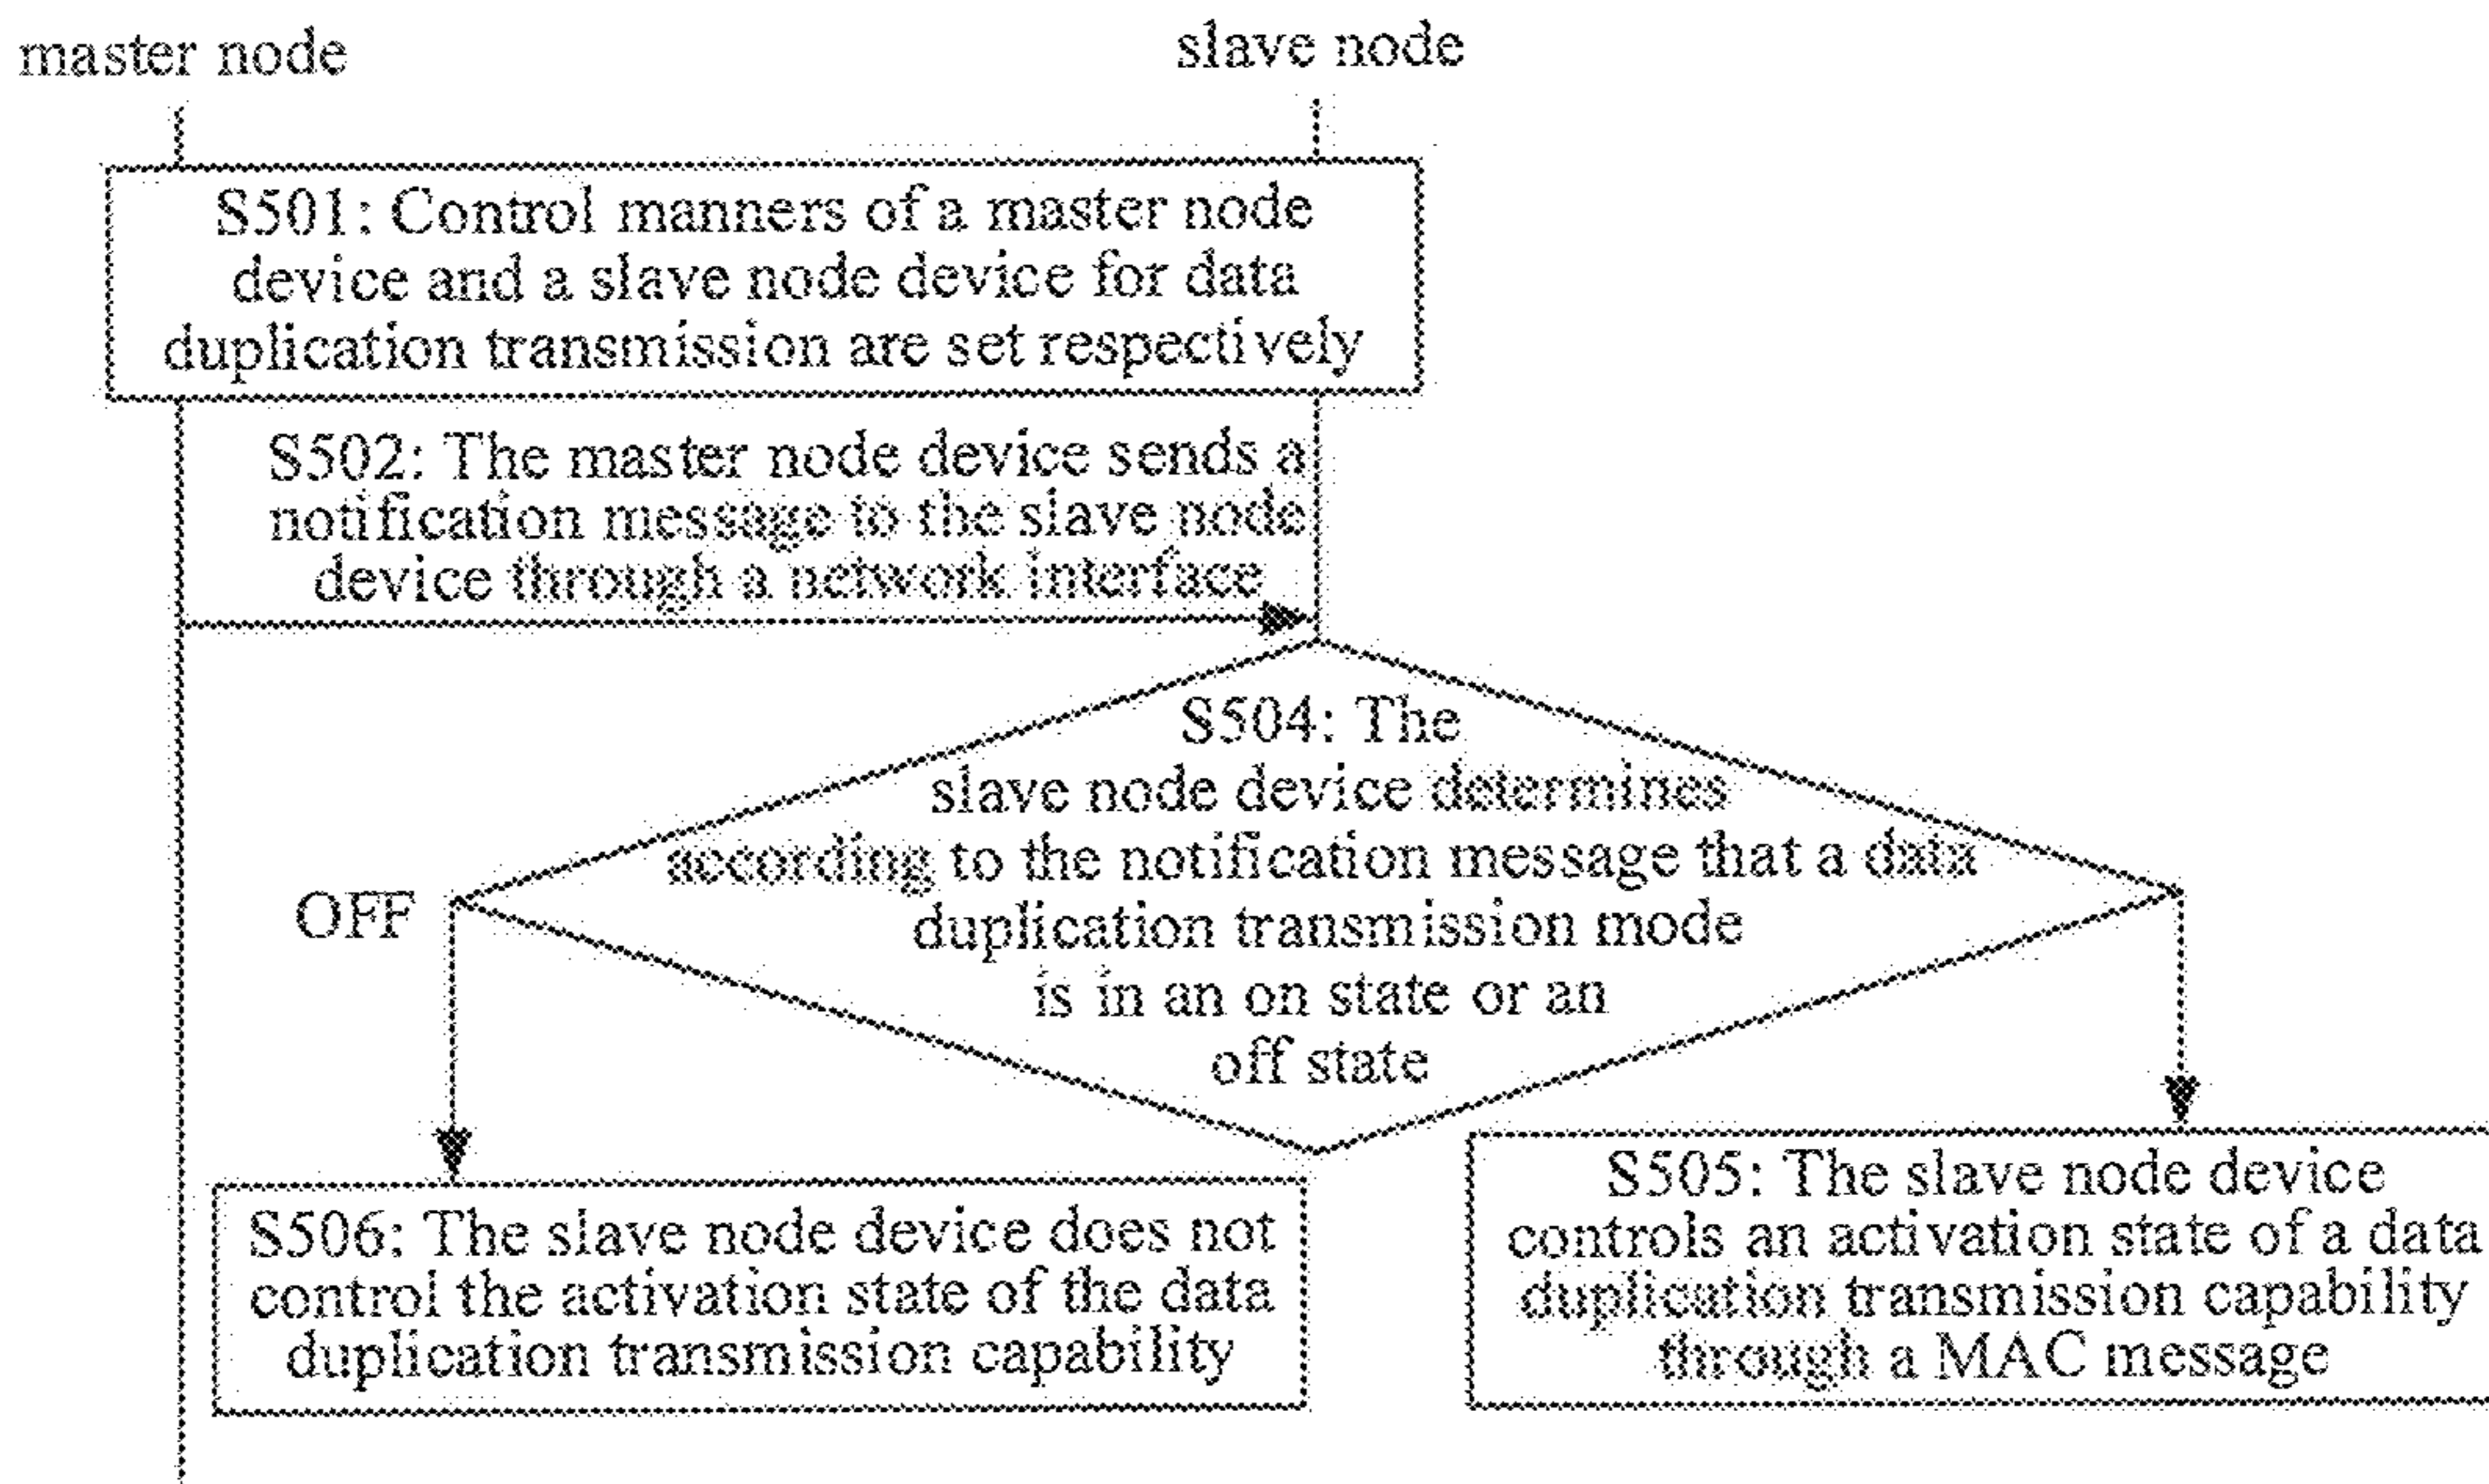 master node
slave node
S501: Control manners of a master node
device and a slave node device for data
duplication transmission are set respectively
S502: The master node device sends a
notification message to the slave node
device through a network interface
S504: The
slave node device determines
according to the notification message that a data
duplication transmission mode
is in an on state or an
off state
OFF
S506: The slave node device does not
control the activation state of the data
duplication transmission capability
S505: The slave node device
controls an activation state of a data
duplication transmission capability
through a MAC message